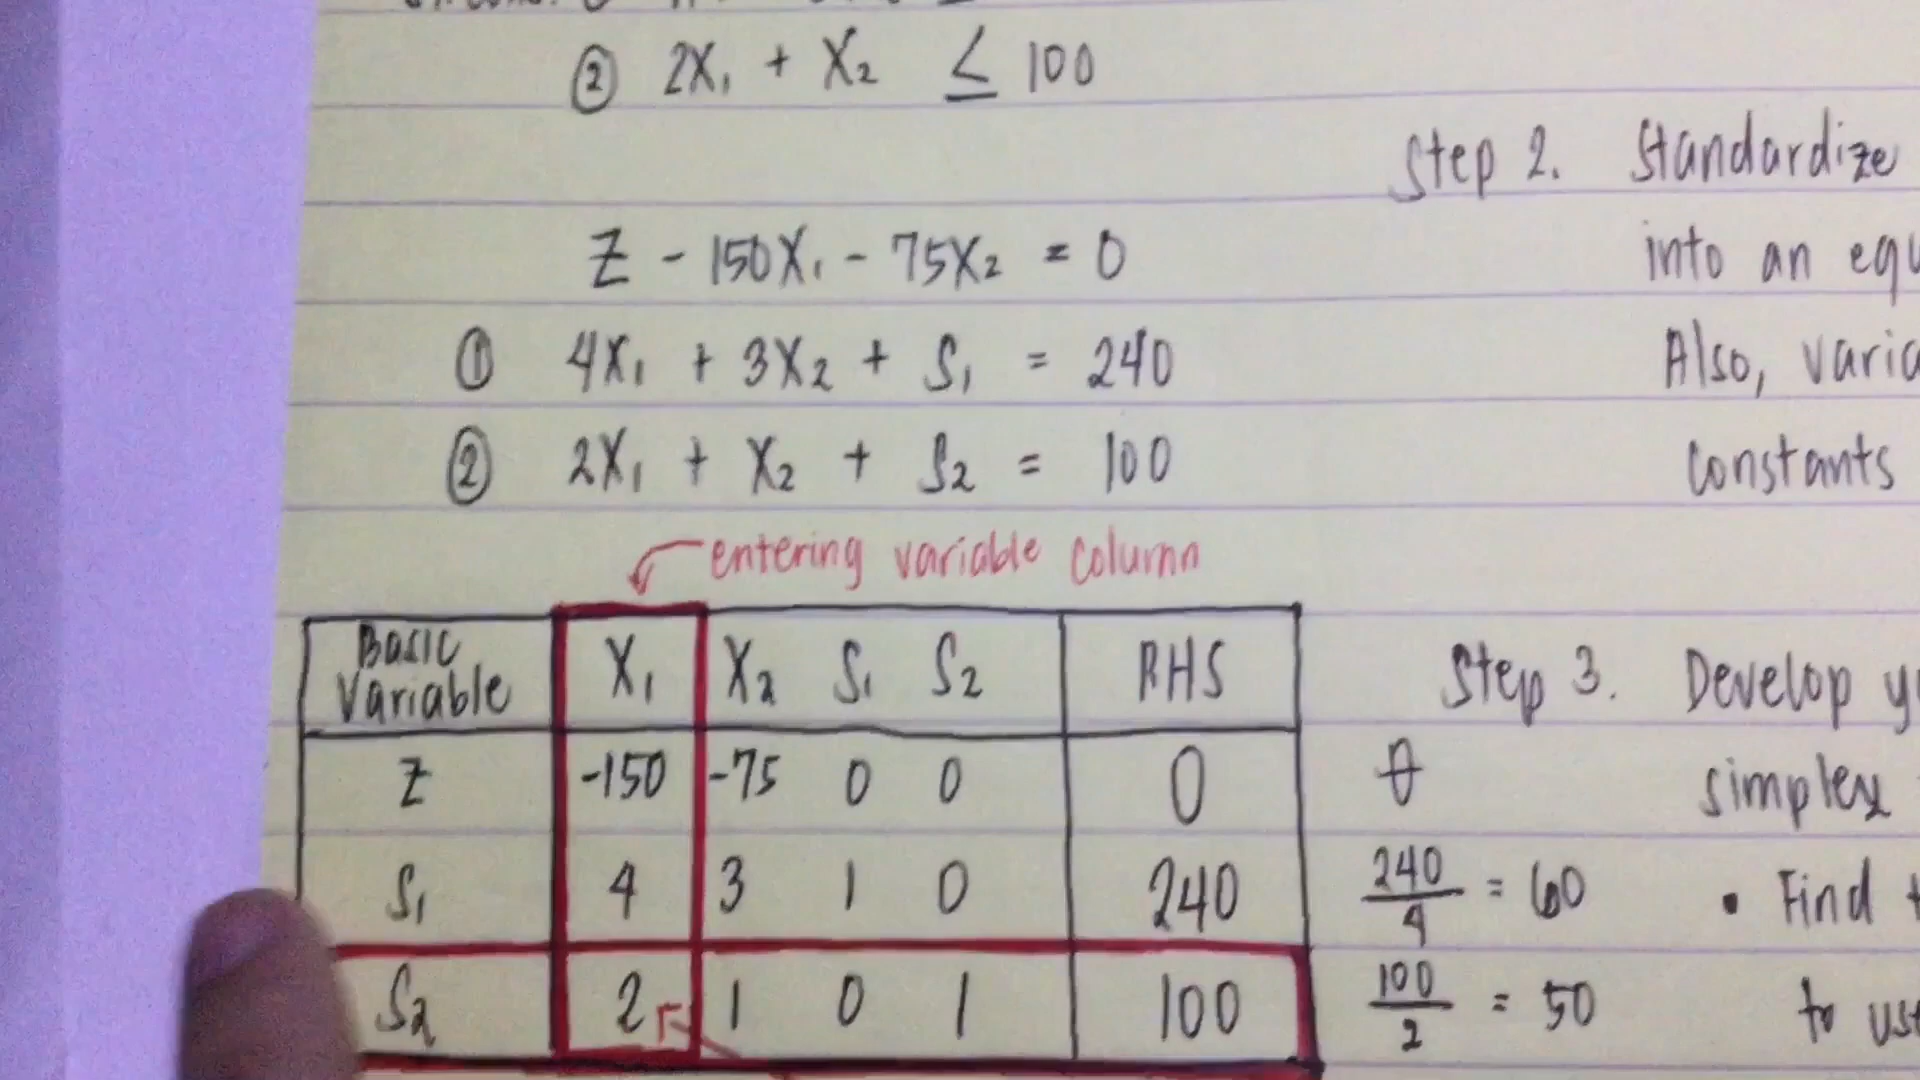 ② 2X₁ + X₂ ≤ 100
Step 2. Standardize
Z - 150X₁ - 75X₂ = 0
into an
① 4X₁ + 3X₂ + S₁ = 240
Also,
② 2X₁ + X₂ + S₂ = 100
constants
entering variable column
Basic Variable X₁ X₂ S₁ S₂ RHS
Step 3. Develop
Z -150 -75 0 0 0 θ
simplex
S₁ 4 3 1 0 240 240/4 = 60
• Find
S₂ 2 1 0 1 100 100/2 = 50
to